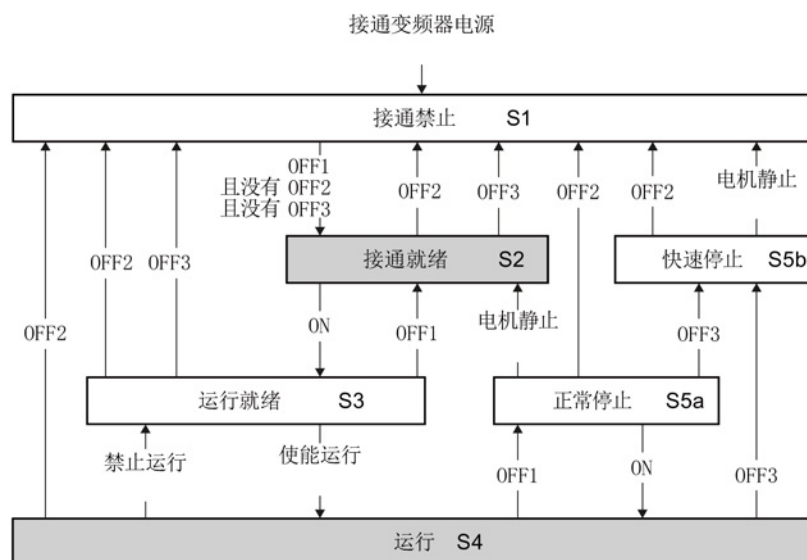 接通变频器电源
接通禁止 S1
OFF1
且没有 OFF2
且没有 OFF3
OFF2
OFF3
OFF2
OFF2
电机静止
接通就绪 S2
快速停止 S5b
OFF2
OFF3
OFF2
ON
OFF1
电机静止
OFF3
运行就绪 S3
正常停止 S5a
禁止运行
使能运行
OFF1
ON
OFF3
运行 S4